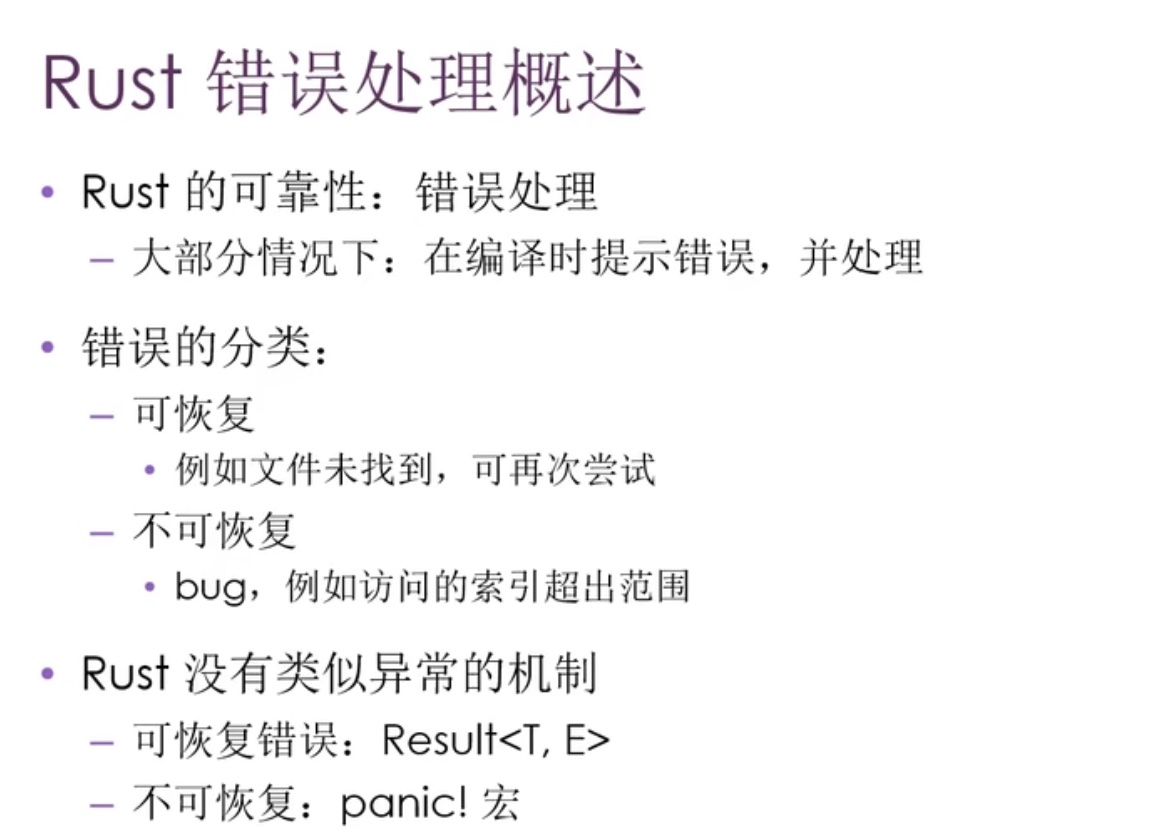 Rust 错误处理概述
• Rust 的可靠性：错误处理
– 大部分情况下：在编译时提示错误，并处理
• 错误的分类：
– 可恢复
• 例如文件未找到，可再次尝试
– 不可恢复
• bug，例如访问的索引超出范围
• Rust 没有类似异常的机制
– 可恢复错误：Result<T, E>
– 不可恢复：panic! 宏